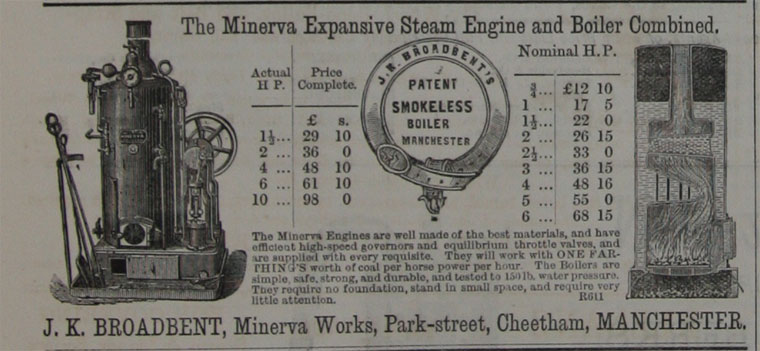 The Minerva Expansive Steam Engine and Boiler Combined.
Actual H P. Price Complete.
£ s.
1½... 29 10
2 ... 36 0
4 ... 48 10
6 ... 61 10
10 ... 98 0
J. K. BROADBENT'S
PATENT
SMOKELESS
BOILER
MANCHESTER
Nominal H.P.
¾... £12 10
1 ... 17 5
1½... 22 0
2 ... 26 15
2½... 33 0
3 ... 36 15
4 ... 48 16
5 ... 55 0
6 ... 68 15
The Minerva Engines are well made of the best materials, and have
efficient high-speed governors and equilibrium throttle valves, and
are supplied with every requisite. They will work with ONE FAR-
THING'S worth of coal per horse power per hour. The Boilers are
simple, safe, strong, and durable, and tested to 150 lb. water pressure.
They require no foundation, stand in small space, and require very
little attention. R611
J. K. BROADBENT, Minerva Works, Park-street, Cheetham, MANCHESTER.